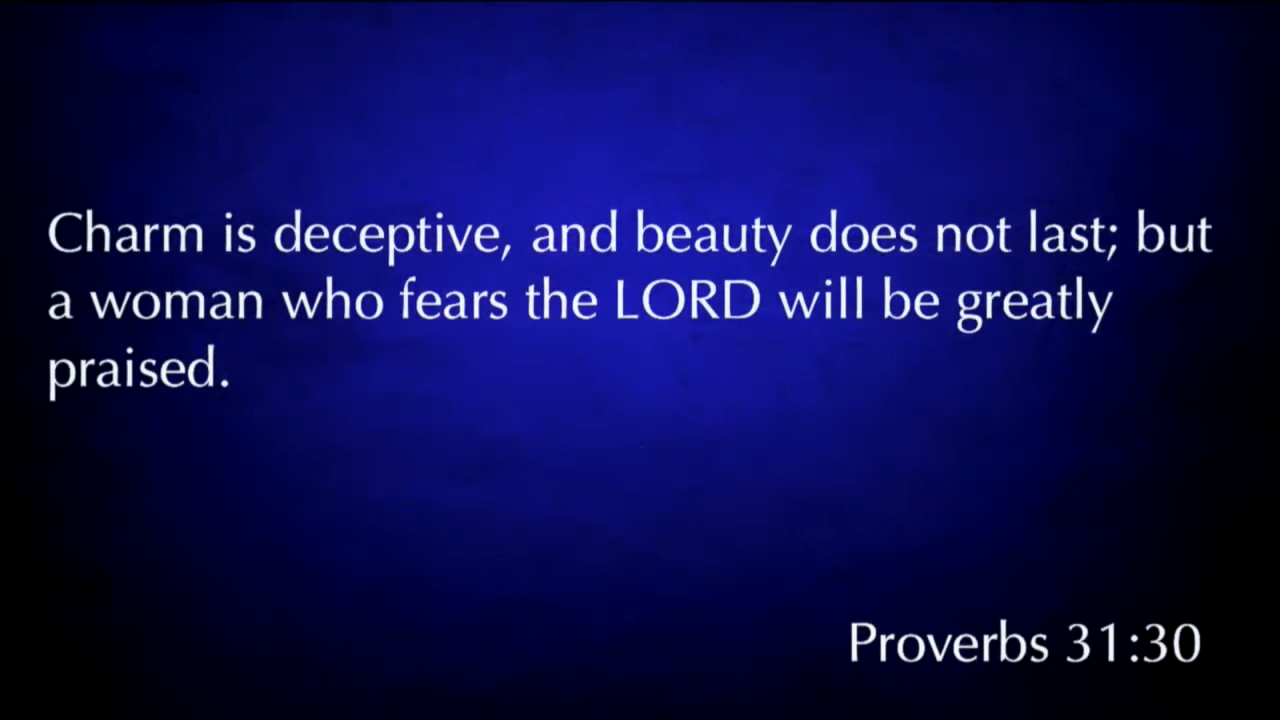 Charm is deceptive, and beauty does not last; but
a woman who fears the LORD will be greatly
praised.
Proverbs 31:30